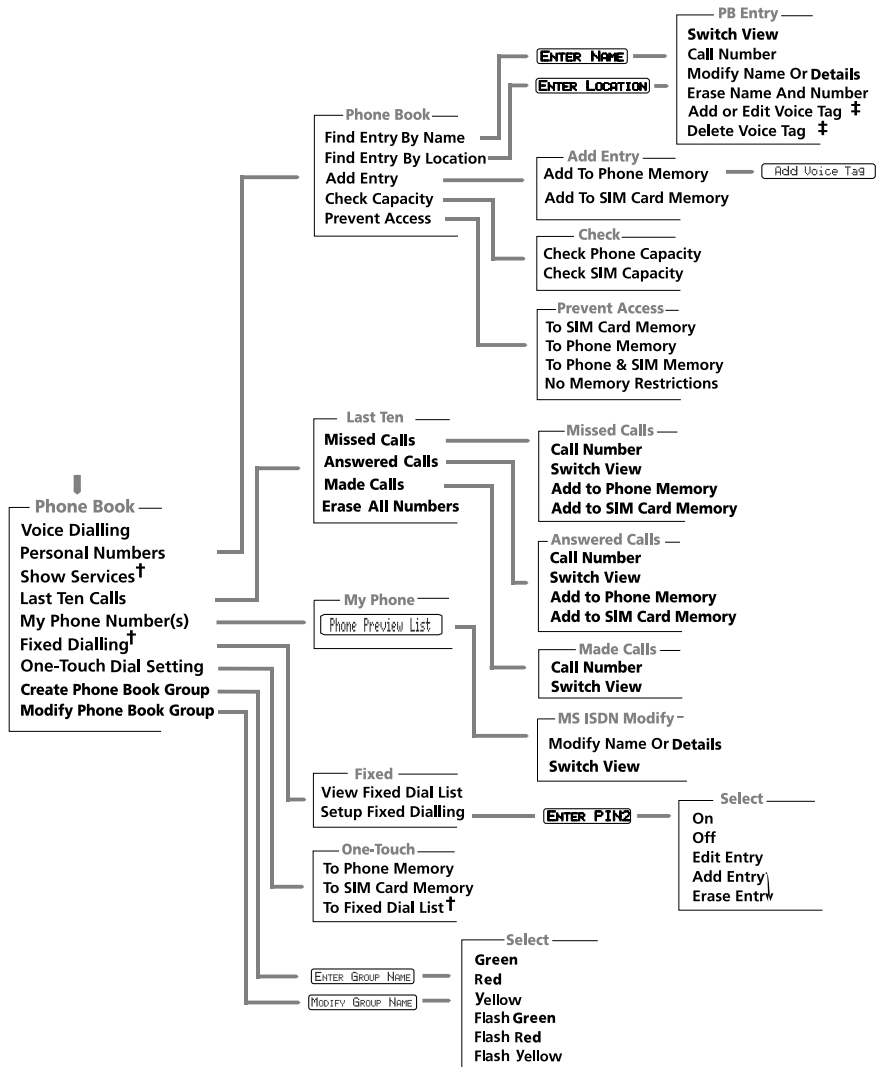 PB Entry
Switch View
Call Number
Modify Name Or Details
Erase Name And Number
Add or Edit Voice Tag ‡
Delete Voice Tag ‡
ENTER NAME
ENTER LOCATION
Phone Book
Find Entry By Name
Find Entry By Location
Add Entry
Check Capacity
Prevent Access
Add Entry
Add To Phone Memory
Add To SIM Card Memory
Add Voice Tag
Check
Check Phone Capacity
Check SIM Capacity
Prevent Access
To SIM Card Memory
To Phone Memory
To Phone & SIM Memory
No Memory Restrictions
Last Ten
Missed Calls
Answered Calls
Made Calls
Erase All Numbers
Missed Calls
Call Number
Switch View
Add to Phone Memory
Add to SIM Card Memory
Phone Book
Voice Dialling
Personal Numbers
Show Services†
Last Ten Calls
My Phone Number(s)
Fixed Dialling†
One-Touch Dial Setting
Create Phone Book Group
Modify Phone Book Group
Answered Calls
Call Number
Switch View
Add to Phone Memory
Add to SIM Card Memory
My Phone
Phone Preview List
Made Calls
Call Number
Switch View
MS ISDN Modify
Modify Name Or Details
Switch View
Fixed
View Fixed Dial List
Setup Fixed Dialling
ENTER PIN2
Select
On
Off
Edit Entry
Add Entry
Erase Entry
One-Touch
To Phone Memory
To SIM Card Memory
To Fixed Dial List†
ENTER GROUP NAME
MODIFY GROUP NAME
Select
Green
Red
Yellow
Flash Green
Flash Red
Flash Yellow